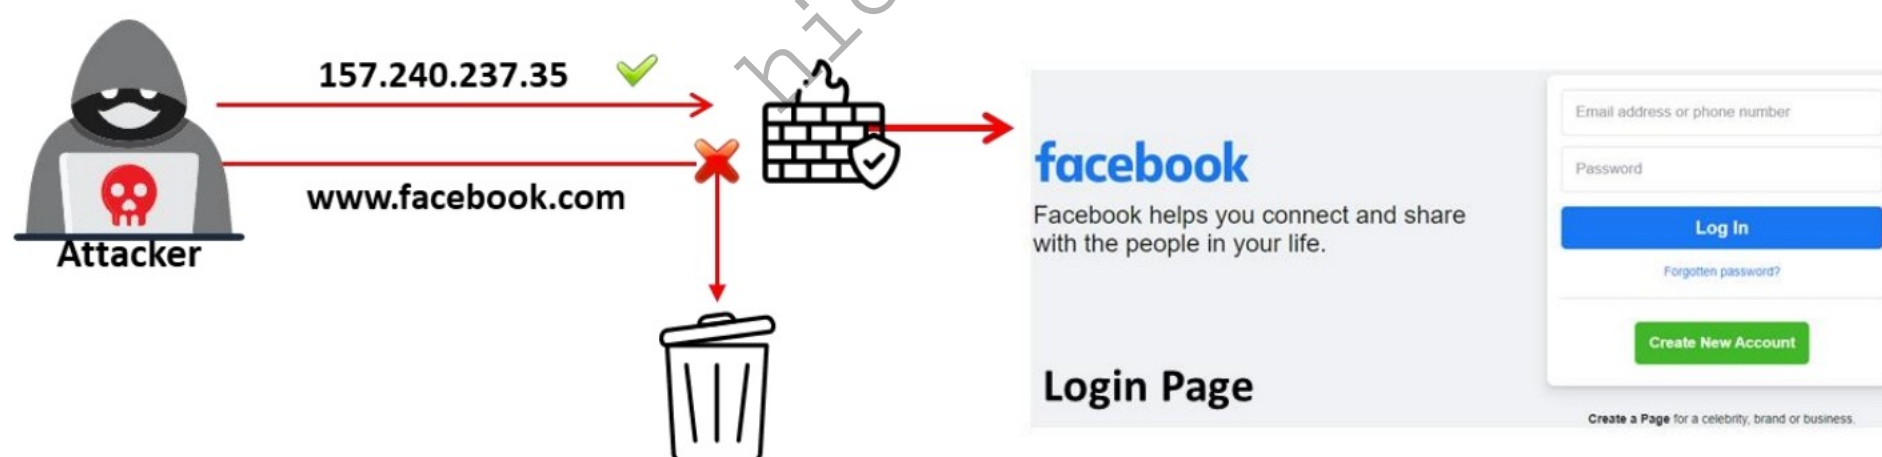 157.240.237.35
www.facebook.com
Attacker
facebook
Facebook helps you connect and share
with the people in your life.
Login Page
Email address or phone number
Password
Log In
Forgotten password?
Create New Account
Create a Page for a celebrity, brand or business.